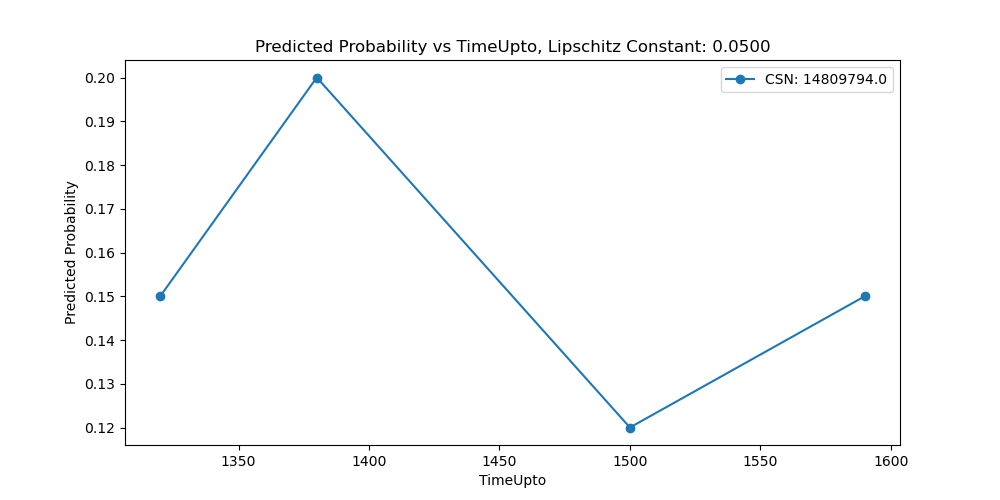 Predicted Probability vs TimeUpto, Lipschitz Constant: 0.0500
CSN: 14809794.0
Predicted Probability
0.20
0.19
0.18
0.17
0.16
0.15
0.14
0.13
0.12
1350 1400 1450 1500 1550 1600
TimeUpto